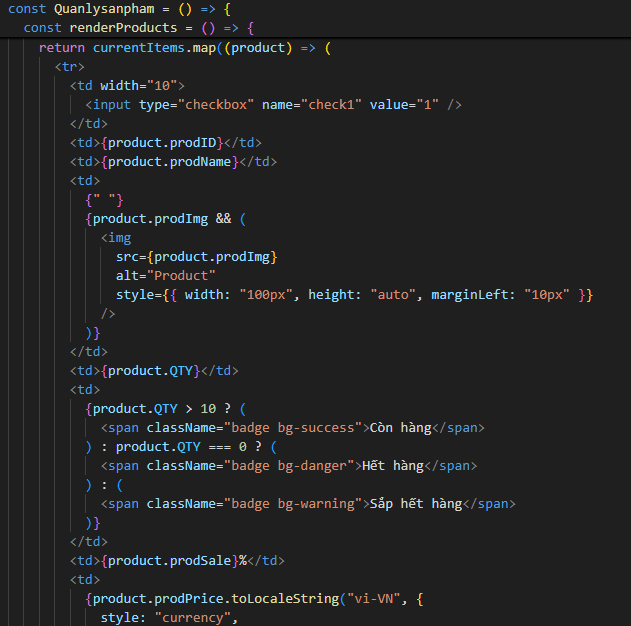 const Quanlysanpham = () => {
const renderProducts = () => {
return currentItems.map((product) => (
<tr>
<td width="10">
<input type="checkbox" name="check1" value="1" />
</td>
<td>{product.prodID}</td>
<td>{product.prodName}</td>
<td>
{" "}
{product.prodImg && (
<img
src={product.prodImg}
alt="Product"
style={{ width: "100px", height: "auto", marginLeft: "10px" }}
/>
)}
</td>
<td>{product.QTY}</td>
<td>
{product.QTY > 10 ? (
<span className="badge bg-success">Còn hàng</span>
) : product.QTY === 0 ? (
<span className="badge bg-danger">Hết hàng</span>
) : (
<span className="badge bg-warning">Sắp hết hàng</span>
)}
</td>
<td>{product.prodSale}%</td>
<td>
{product.prodPrice.toLocaleString("vi-VN", {
style: "currency",